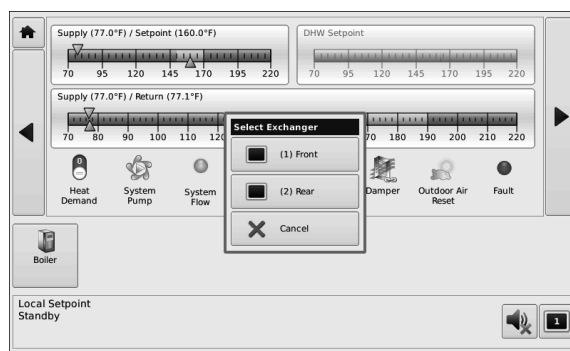 Supply (77.0°F) / Setpoint (160.0°F)
70 95 120 145 170 195 220
DHW Setpoint
70 95 120 145 170 195 220
Supply (77.0°F) / Return (77.1°F)
70 80 90 100 110 120 70 180 190 200 210 220
Select Exchanger
(1) Front
(2) Rear
Cancel
0
Heat Demand
System Pump
System Flow
Damper
Outdoor Air Reset
Fault
Boiler
Local Setpoint
Standby
1